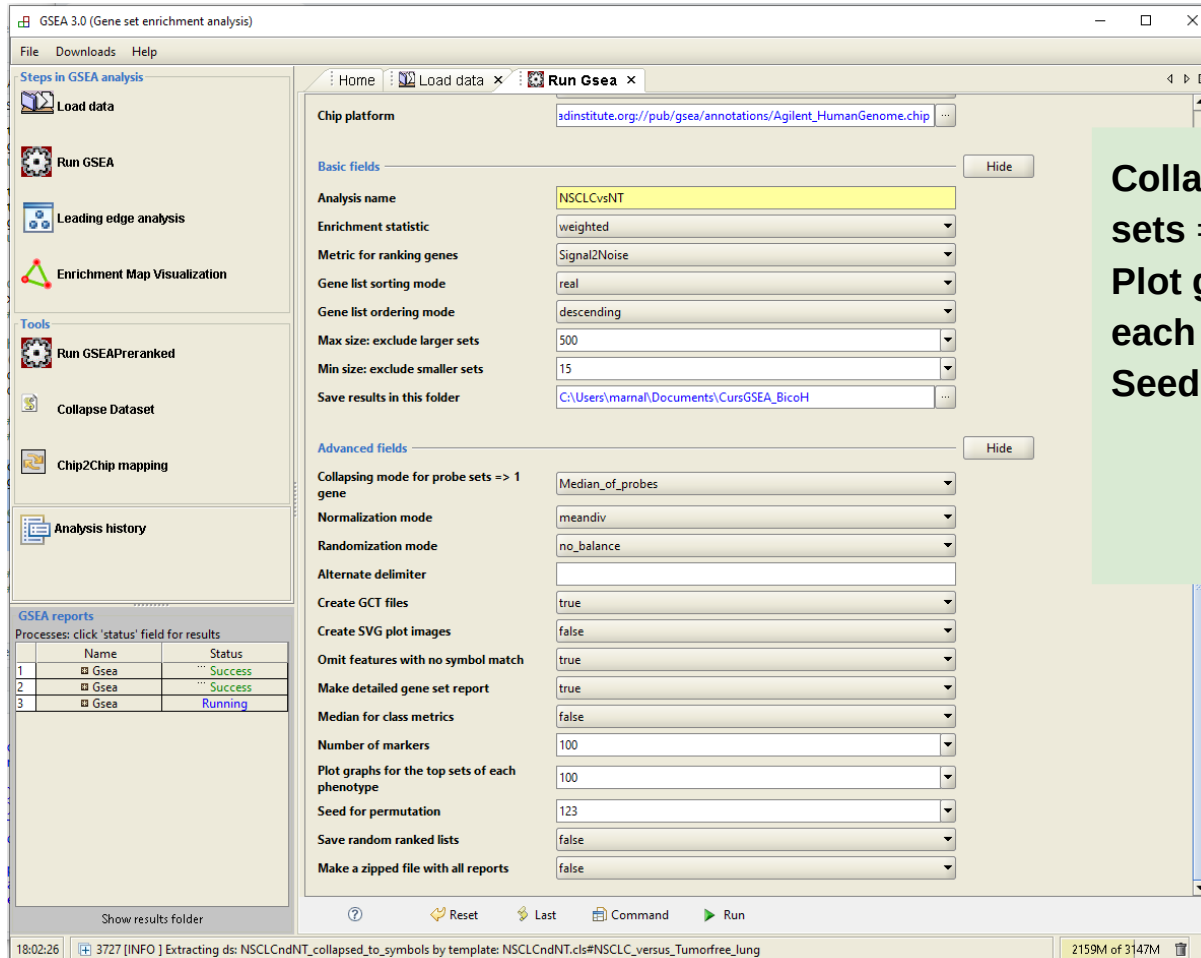 GSEA 3.0 (Gene set enrichment analysis)
File Downloads Help
Steps in GSEA analysis
Load data
Run GSEA
Leading edge analysis
Enrichment Map Visualization
Tools
Run GSEAPreranked
Collapse Dataset
Chip2Chip mapping
Analysis history
GSEA reports
Processes: click 'status' field for results
Name Status
1 Gsea Success
2 Gsea Success
3 Gsea Running
Show results folder
Home Load data Run Gsea
Chip platform adinstitute.org://pub/gsea/annotations/Agilent_HumanGenome.chip ...
Basic fields Hide
Analysis name NSCLCvsNT
Enrichment statistic weighted
Metric for ranking genes Signal2Noise
Gene list sorting mode real
Gene list ordering mode descending
Max size: exclude larger sets 500
Min size: exclude smaller sets 15
Save results in this folder C:\Users\marnal\Documents\CursGSEA_BicoH ...
Advanced fields Hide
Collapsing mode for probe sets => 1
gene Median_of_probes
Normalization mode meandiv
Randomization mode no_balance
Alternate delimiter
Create GCT files true
Create SVG plot images false
Omit features with no symbol match true
Make detailed gene set report true
Median for class metrics false
Number of markers 100
Plot graphs for the top sets of each
phenotype 100
Seed for permutation 123
Save random ranked lists false
Make a zipped file with all reports false
Reset Last Command Run
18:02:26 3727 [INFO ] Extracting ds: NSCLCndNT_collapsed_to_symbols by template: NSCLCndNT.cls#NSCLC_versus_Tumorfree_lung 2159M of 3147M
Colla
sets =
Plot g
each
Seed